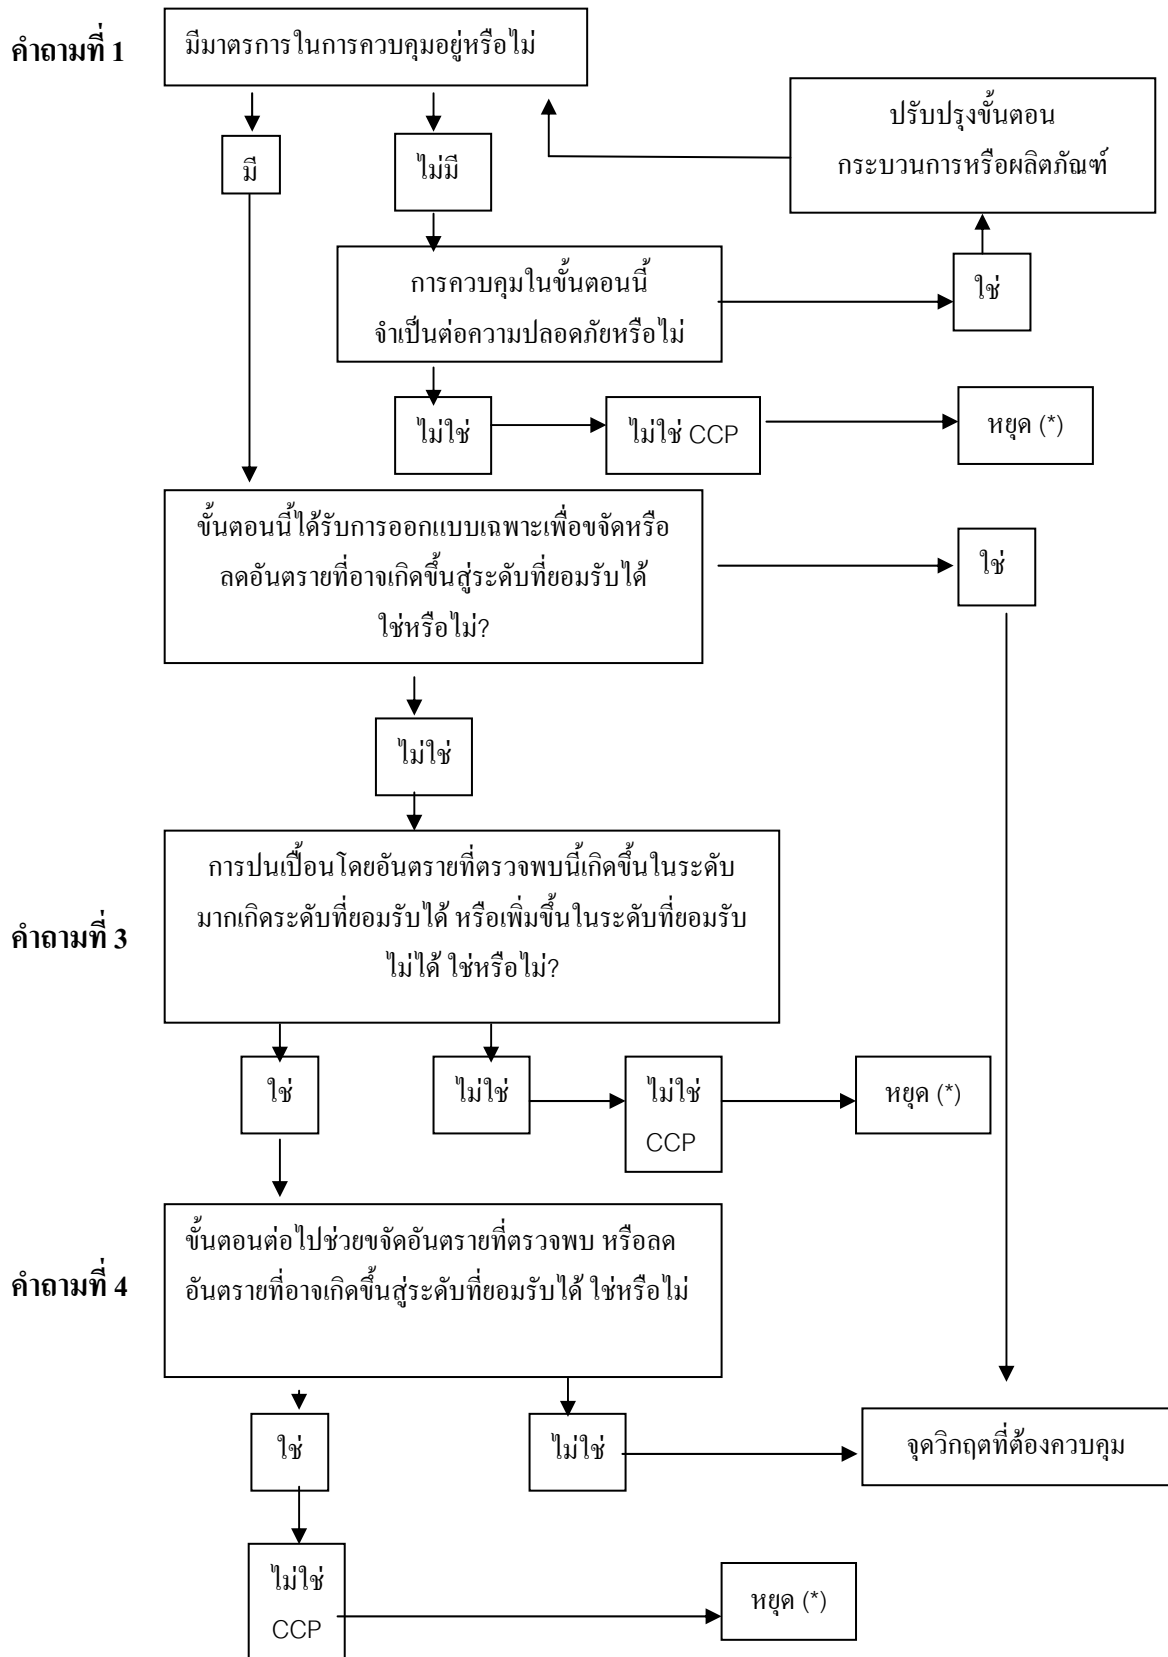 คำถามที่ 1
มีมาตรการในการควบคุมอยู่หรือไม่
ปรับปรุงขั้นตอน
กระบวนการหรือผลิตภัณฑ์
มี
ไม่มี
การควบคุมในขั้นตอนนี้
จำเป็นต่อความปลอดภัยหรือไม่
ใช่
ไม่ใช่
ไม่ใช่ CCP
หยุด (*)
ขั้นตอนนี้ได้รับการออกแบบเฉพาะเพื่อขจัดหรือ
ลดอันตรายที่อาจเกิดขึ้นสู่ระดับที่ยอมรับได้
ใช่หรือไม่?
ใช่
ไม่ใช่
คำถามที่ 3
การปนเปื้อนโดยอันตรายที่ตรวจพบนี้เกิดขึ้นในระดับ
มากเกิดระดับที่ยอมรับได้ หรือเพิ่มขึ้นในระดับที่ยอมรับ
ไม่ได้ ใช่หรือไม่?
ใช่
ไม่ใช่
ไม่ใช่
CCP
หยุด (*)
คำถามที่ 4
ขั้นตอนต่อไปช่วยขจัดอันตรายที่ตรวจพบ หรือลด
อันตรายที่อาจเกิดขึ้นสู่ระดับที่ยอมรับได้ ใช่หรือไม่
ใช่
ไม่ใช่
จุดวิกฤตที่ต้องควบคุม
ไม่ใช่
CCP
หยุด (*)